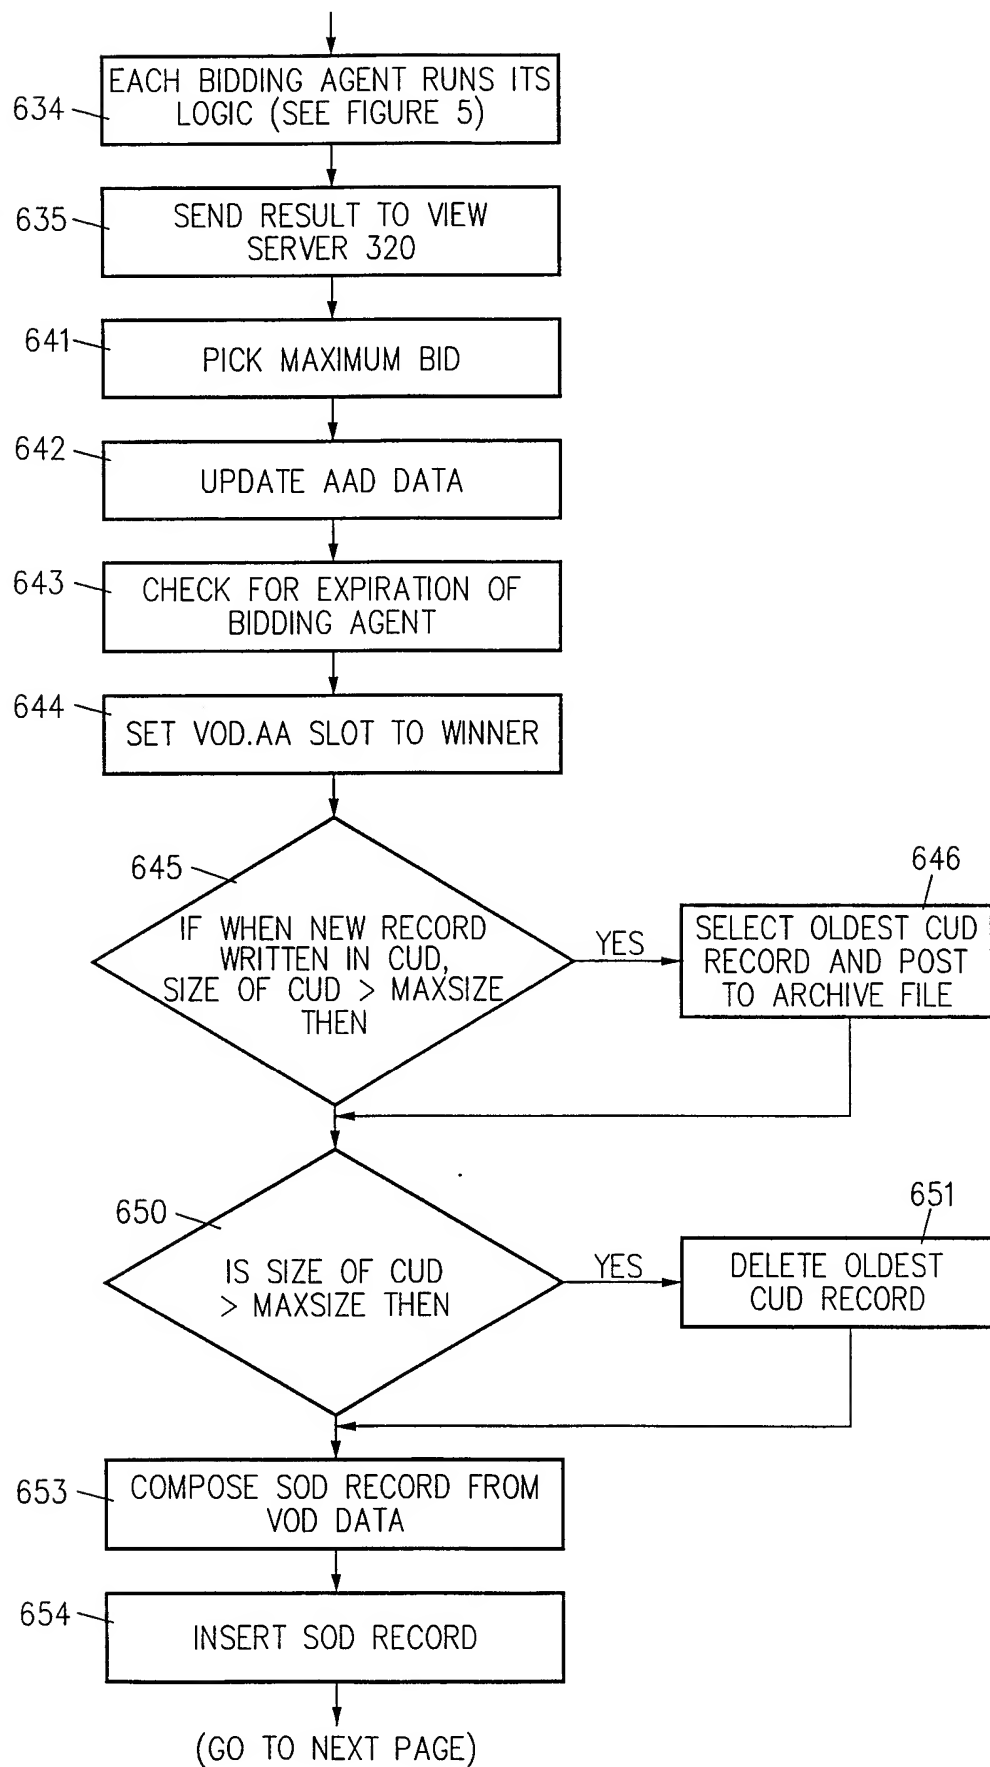 634
EACH BIDDING AGENT RUNS ITS
LOGIC (SEE FIGURE 5)
635
SEND RESULT TO VIEW
SERVER 320
641
PICK MAXIMUM BID
642
UPDATE AAD DATA
643
CHECK FOR EXPIRATION OF
BIDDING AGENT
644
SET VOD.AA SLOT TO WINNER
645
IF WHEN NEW RECORD
WRITTEN IN CUD,
SIZE OF CUD > MAXSIZE
THEN
YES
646
SELECT OLDEST CUD
RECORD AND POST
TO ARCHIVE FILE
650
IS SIZE OF CUD
> MAXSIZE THEN
YES
651
DELETE OLDEST
CUD RECORD
653
COMPOSE SOD RECORD FROM
VOD DATA
654
INSERT SOD RECORD
(GO TO NEXT PAGE)